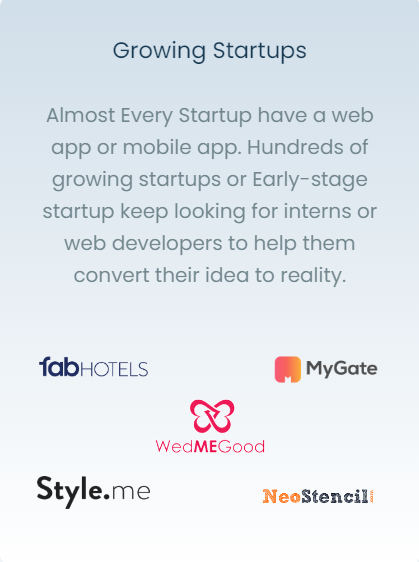 Growing Startups
Almost Every Startup have a web
app or mobile app. Hundreds of
growing startups or Early-stage
startup keep looking for interns or
web developers to help them
convert their idea to reality.
fabHOTELS
MyGate
WedMEGood
Style.me
NeoStencil